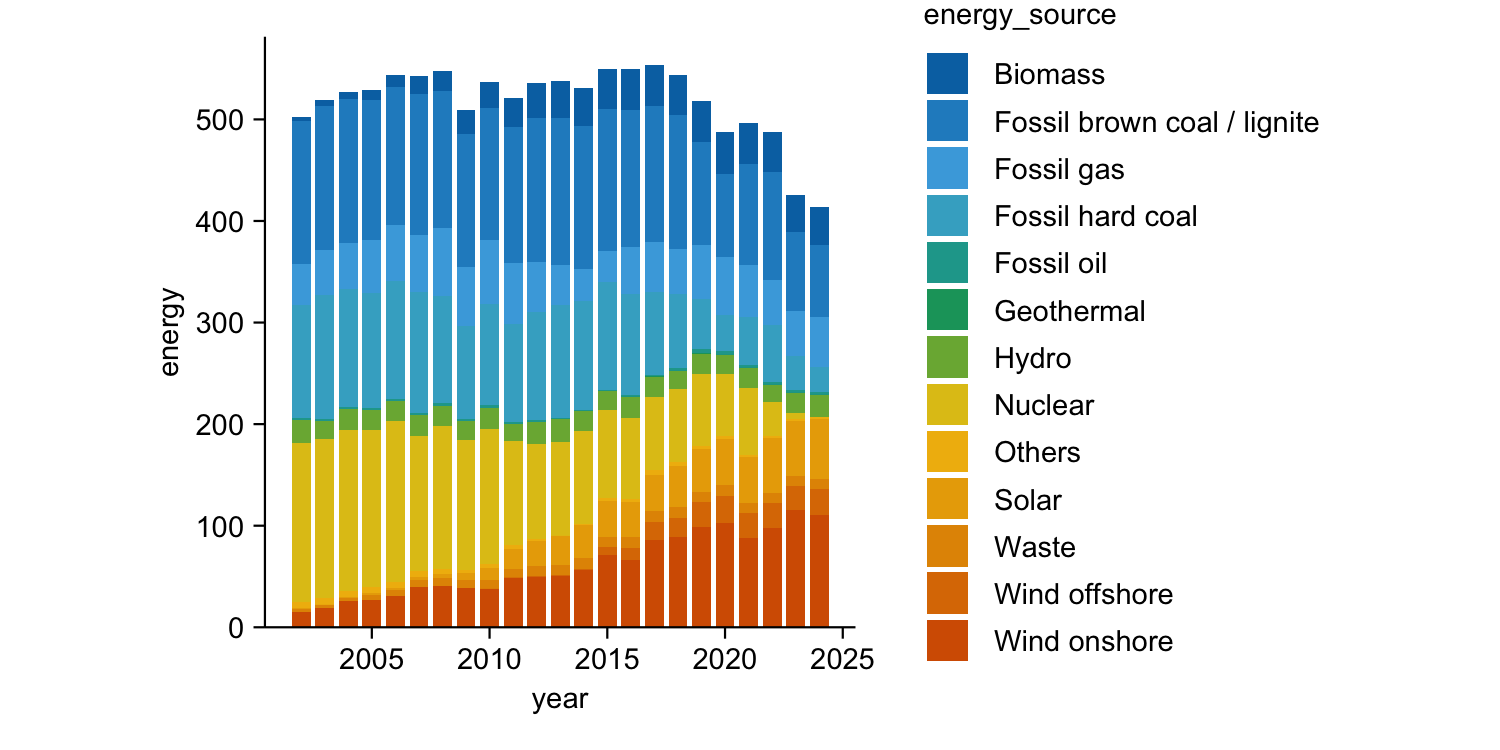 energy_source
Biomass
Fossil brown coal / lignite
Fossil gas
Fossil hard coal
Fossil oil
Geothermal
Hydro
Nuclear
Others
Solar
Waste
Wind offshore
Wind onshore
energy
500
400
300
200
100
0
2005 2010 2015 2020 2025
year